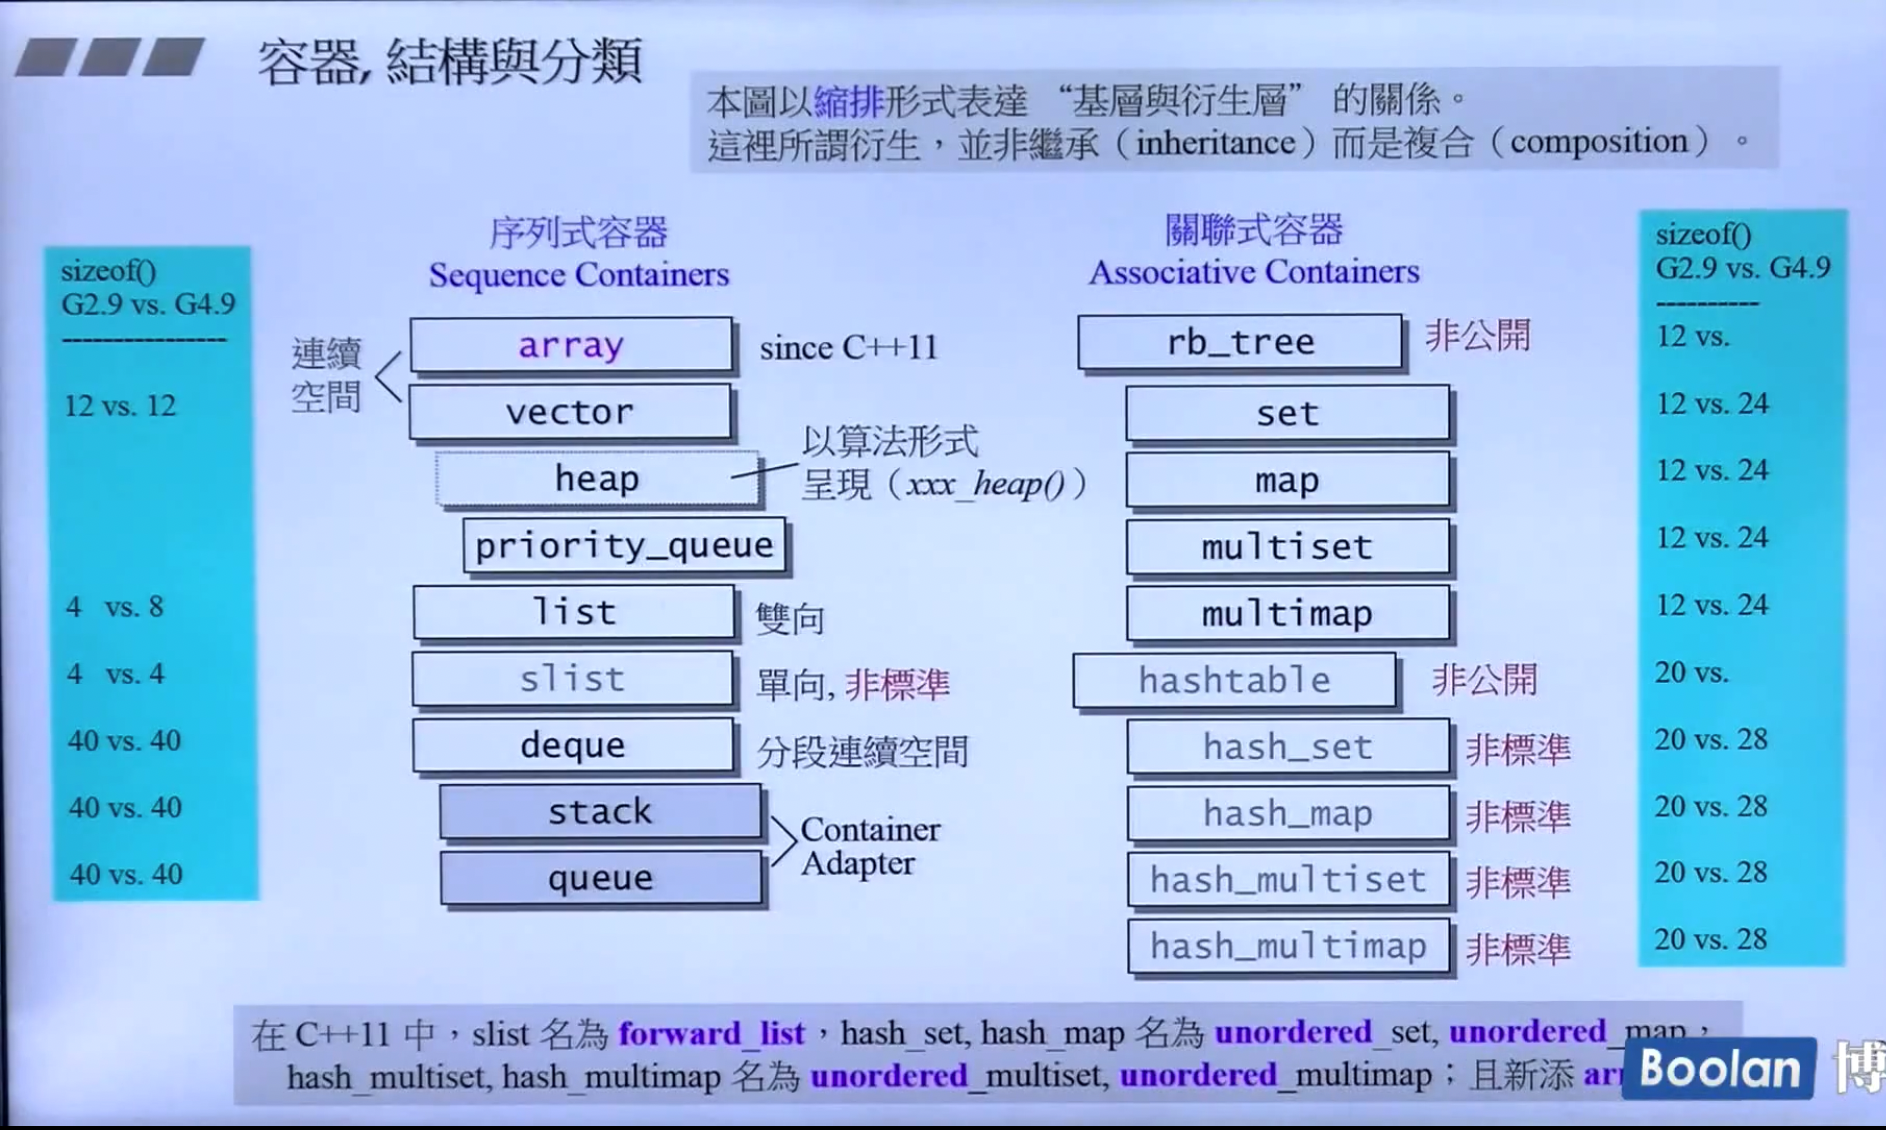 容器, 結構與分類
本圖以縮排形式表達 “基層與衍生層” 的關係。
這裡所謂衍生，並非繼承（inheritance）而是複合（composition）。
序列式容器
Sequence Containers
sizeof()
G2.9 vs. G4.9
----------------
12 vs. 12
4 vs. 8
4 vs. 4
40 vs. 40
40 vs. 40
40 vs. 40
連續
空間
array
since C++11
vector
heap
以算法形式
呈現（xxx_heap()）
priority_queue
list
雙向
slist
單向, 非標準
deque
分段連續空間
stack
queue
Container
Adapter
關聯式容器
Associative Containers
rb_tree
非公開
set
map
multiset
multimap
hashtable
非公開
hash_set
非標準
hash_map
非標準
hash_multiset
非標準
hash_multimap
非標準
sizeof()
G2.9 vs. G4.9
----------
12 vs.
12 vs. 24
12 vs. 24
12 vs. 24
12 vs. 24
20 vs.
20 vs. 28
20 vs. 28
20 vs. 28
20 vs. 28
在 C++11 中，slist 名為 forward_list，hash_set, hash_map 名為 unordered_set, unordered_map，
hash_multiset, hash_multimap 名為 unordered_multiset, unordered_multimap；且新添
Boolan 博